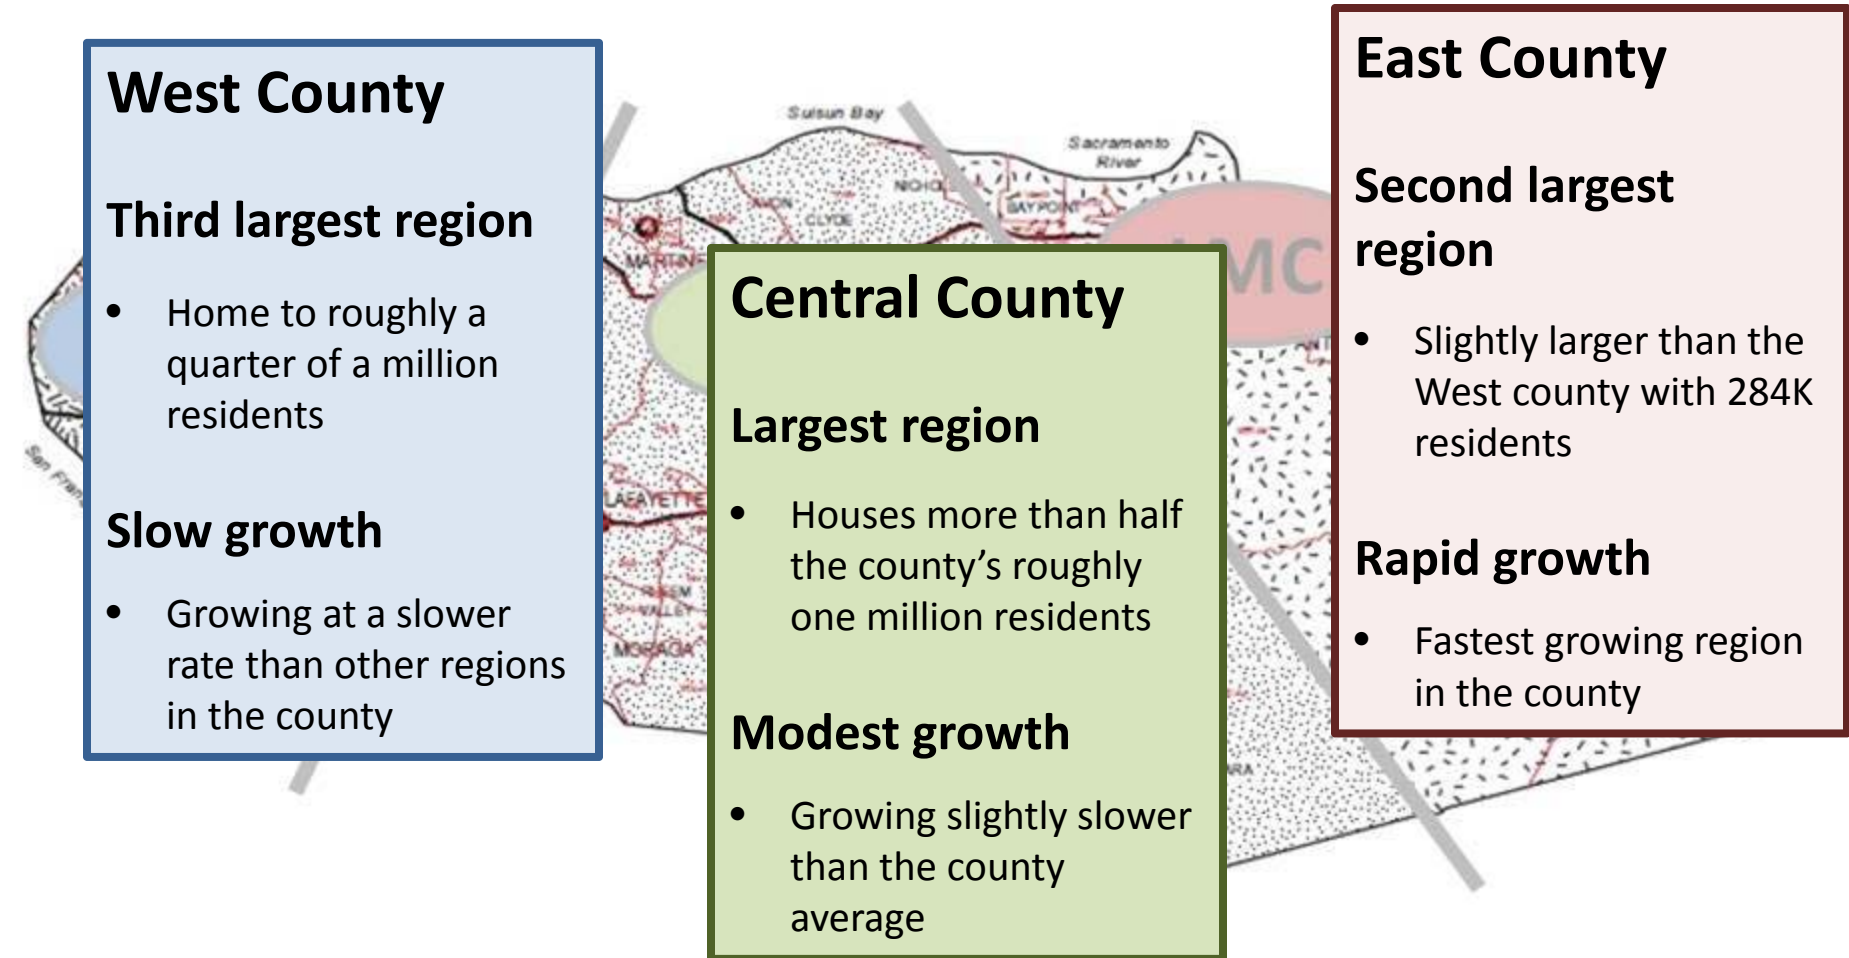 West County
Third largest region
• Home to roughly a
quarter of a million
residents
Slow growth
• Growing at a slower
rate than other regions
in the county
Central County
Largest region
• Houses more than half
the county’s roughly
one million residents
Modest growth
• Growing slightly slower
than the county
average
East County
Second largest
region
• Slightly larger than the
West county with 284K
residents
Rapid growth
• Fastest growing region
in the county
Suisun Bay
Sacramento
River
CLYDE
BAY POINT
LAFAYETTE
VALLEY
MORAGA
MC